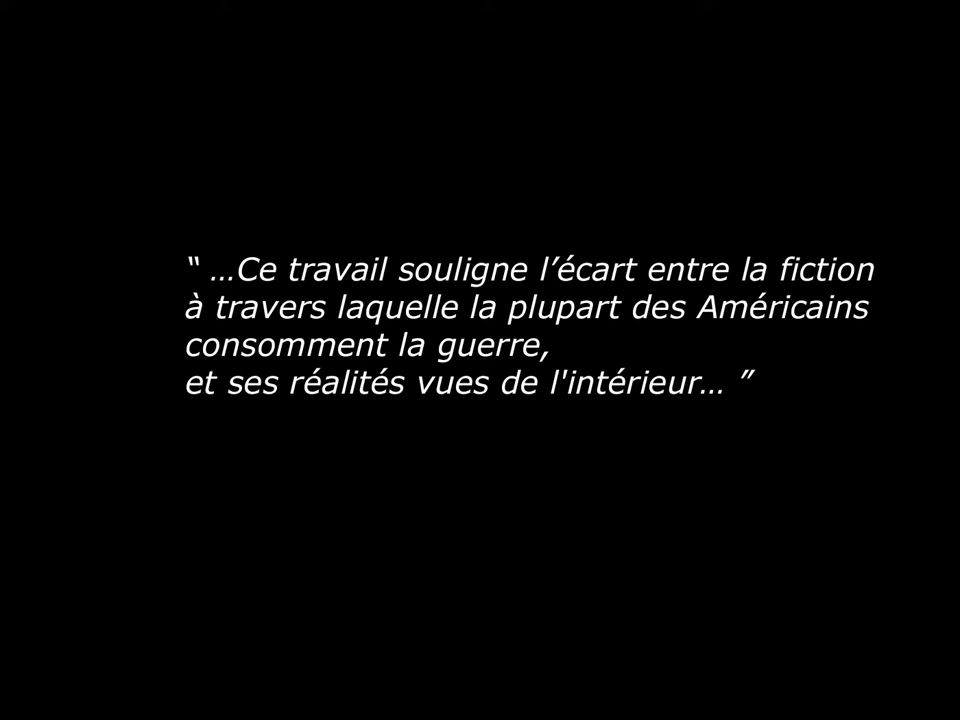 “ …Ce travail souligne l’écart entre la fiction
à travers laquelle la plupart des Américains
consomment la guerre,
et ses réalités vues de l'intérieur… ”